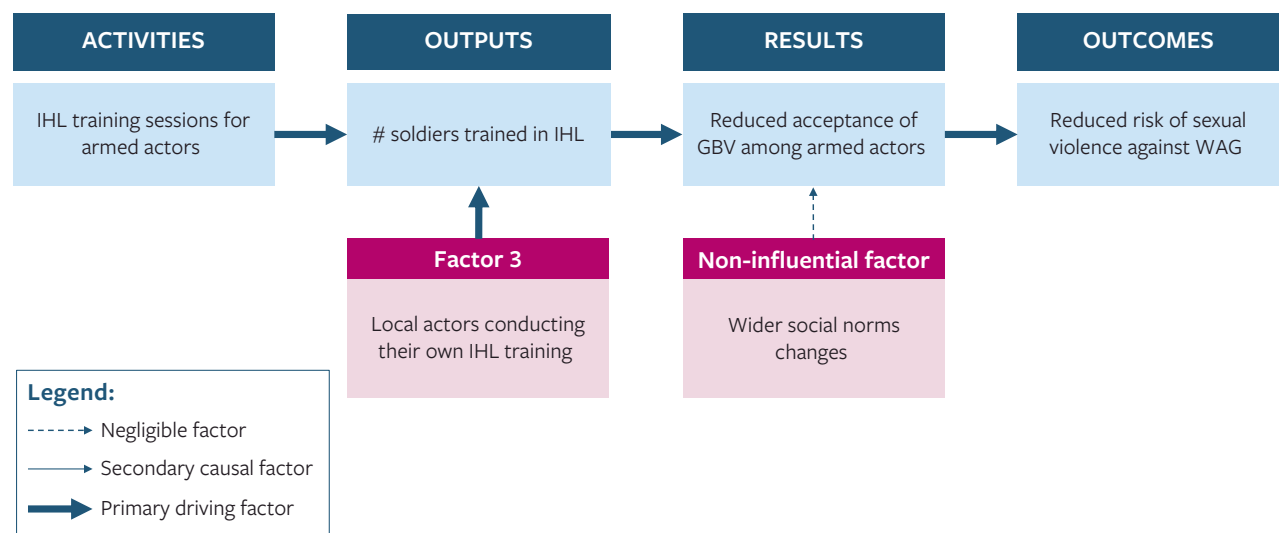 ACTIVITIES
OUTPUTS
RESULTS
OUTCOMES
IHL training sessions for
armed actors
# soldiers trained in IHL
Reduced acceptance of
GBV among armed actors
Reduced risk of sexual
violence against WAG
Factor 3
Local actors conducting
their own IHL training
Non-influential factor
Wider social norms
changes
Legend:
Negligible factor
Secondary causal factor
Primary driving factor